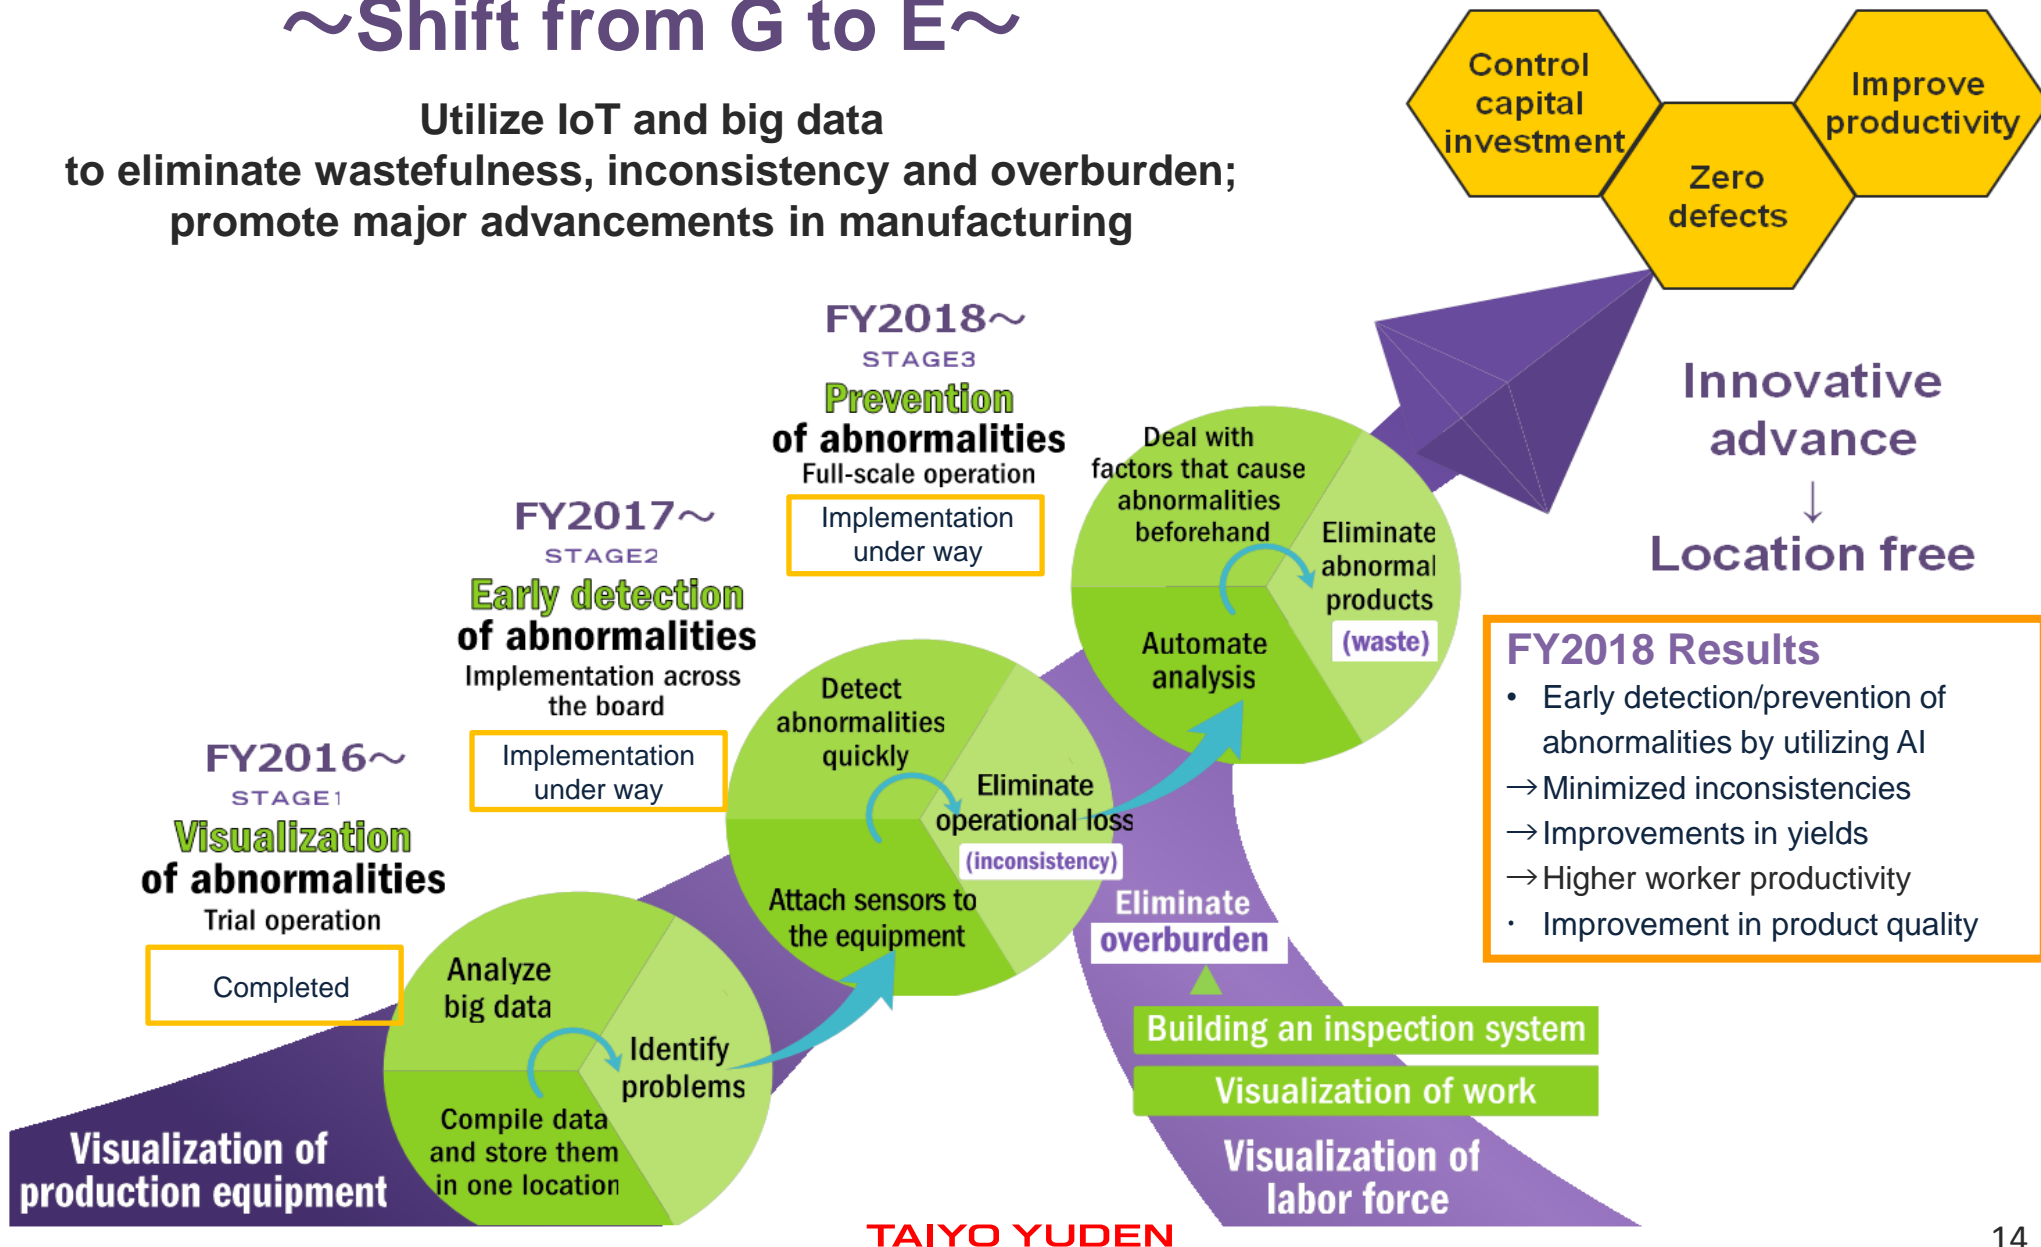 ～Shift from G to E～
Utilize IoT and big data
to eliminate wastefulness, inconsistency and overburden;
promote major advancements in manufacturing
Control
capital
investment
Zero
defects
Improve
productivity
Innovative
advance
↓
Location free
FY2018～
STAGE3
Prevention
of abnormalities
Full-scale operation
Implementation
under way
FY2017～
STAGE2
Early detection
of abnormalities
Implementation across
the board
Implementation
under way
FY2016～
STAGE1
Visualization
of abnormalities
Trial operation
Completed
Deal with
factors that cause
abnormalities
beforehand
Eliminate
abnormal
products
(waste)
Automate
analysis
Detect
abnormalities
quickly
Eliminate
operational loss
(inconsistency)
Attach sensors to
the equipment
Analyze
big data
Identify
problems
Compile data
and store them
in one location
Visualization of
production equipment
Eliminate
overburden
Building an inspection system
Visualization of work
Visualization of
labor force
FY2018 Results
• Early detection/prevention of
abnormalities by utilizing AI
→Minimized inconsistencies
→Improvements in yields
→Higher worker productivity
· Improvement in product quality
TAIYO YUDEN
14